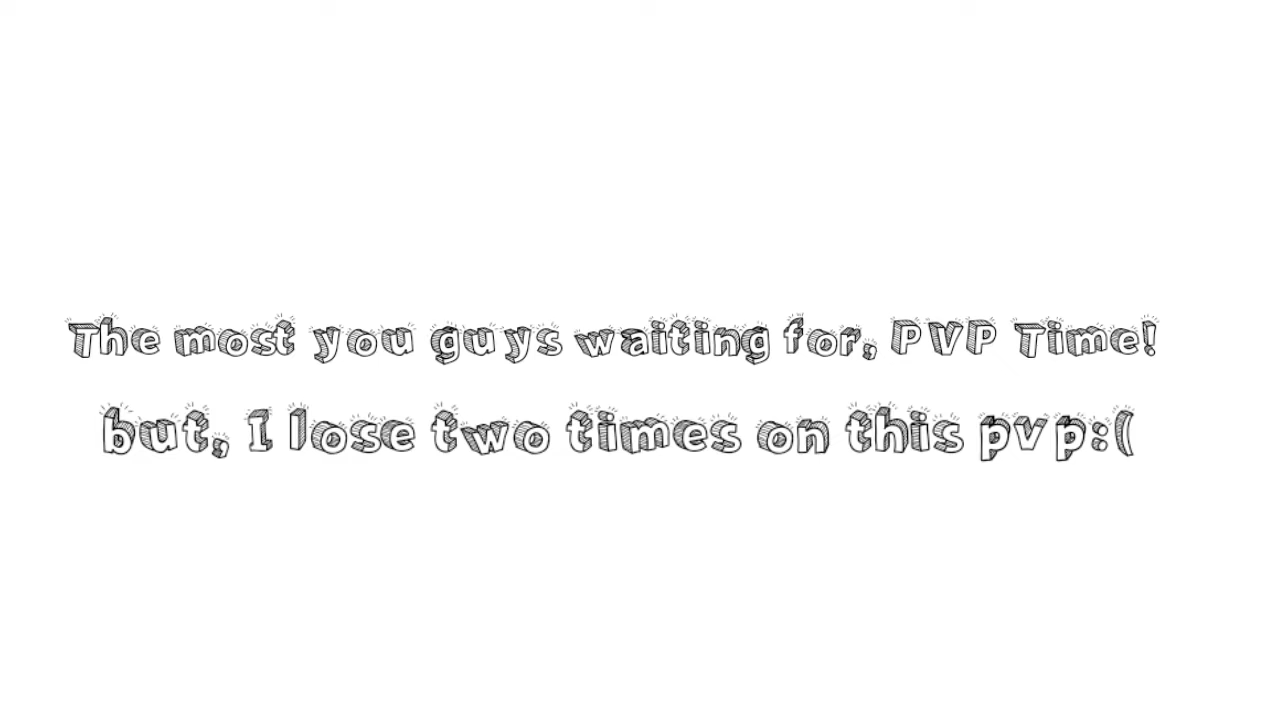 The most you guys waiting for, PVP Time!
but, I lose two times on this pvp:(